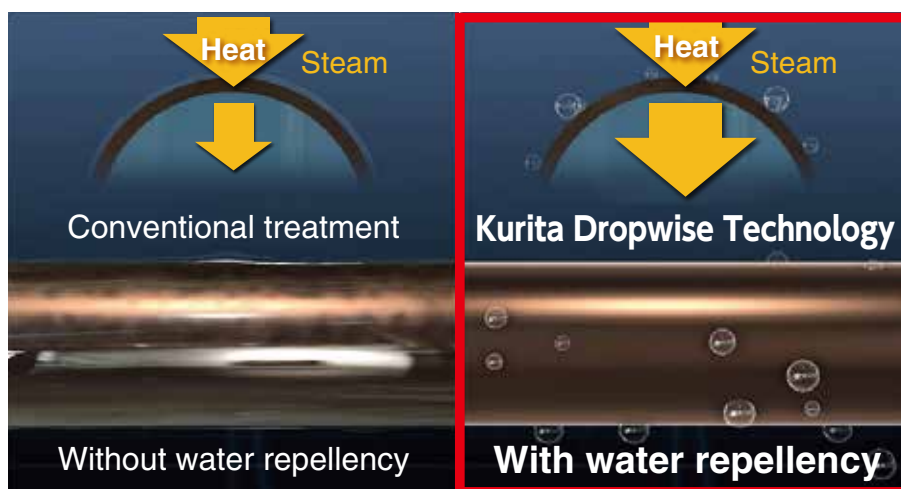 Heat
Steam
Conventional treatment
Without water repellency
Heat
Steam
Kurita Dropwise Technology
With water repellency